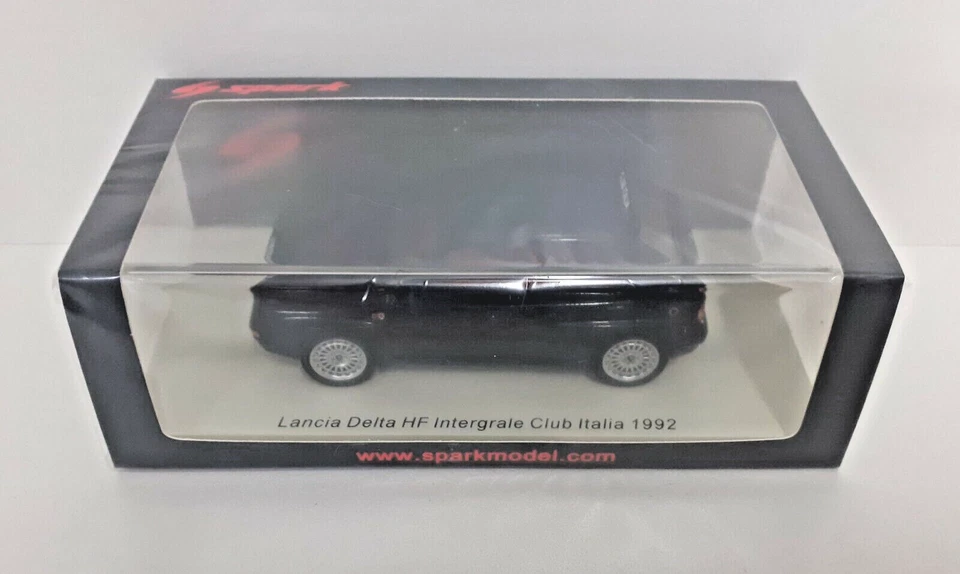 spark
Lancia Delta HF Intergrale Club Italia 1992
www.sparkmodel.com